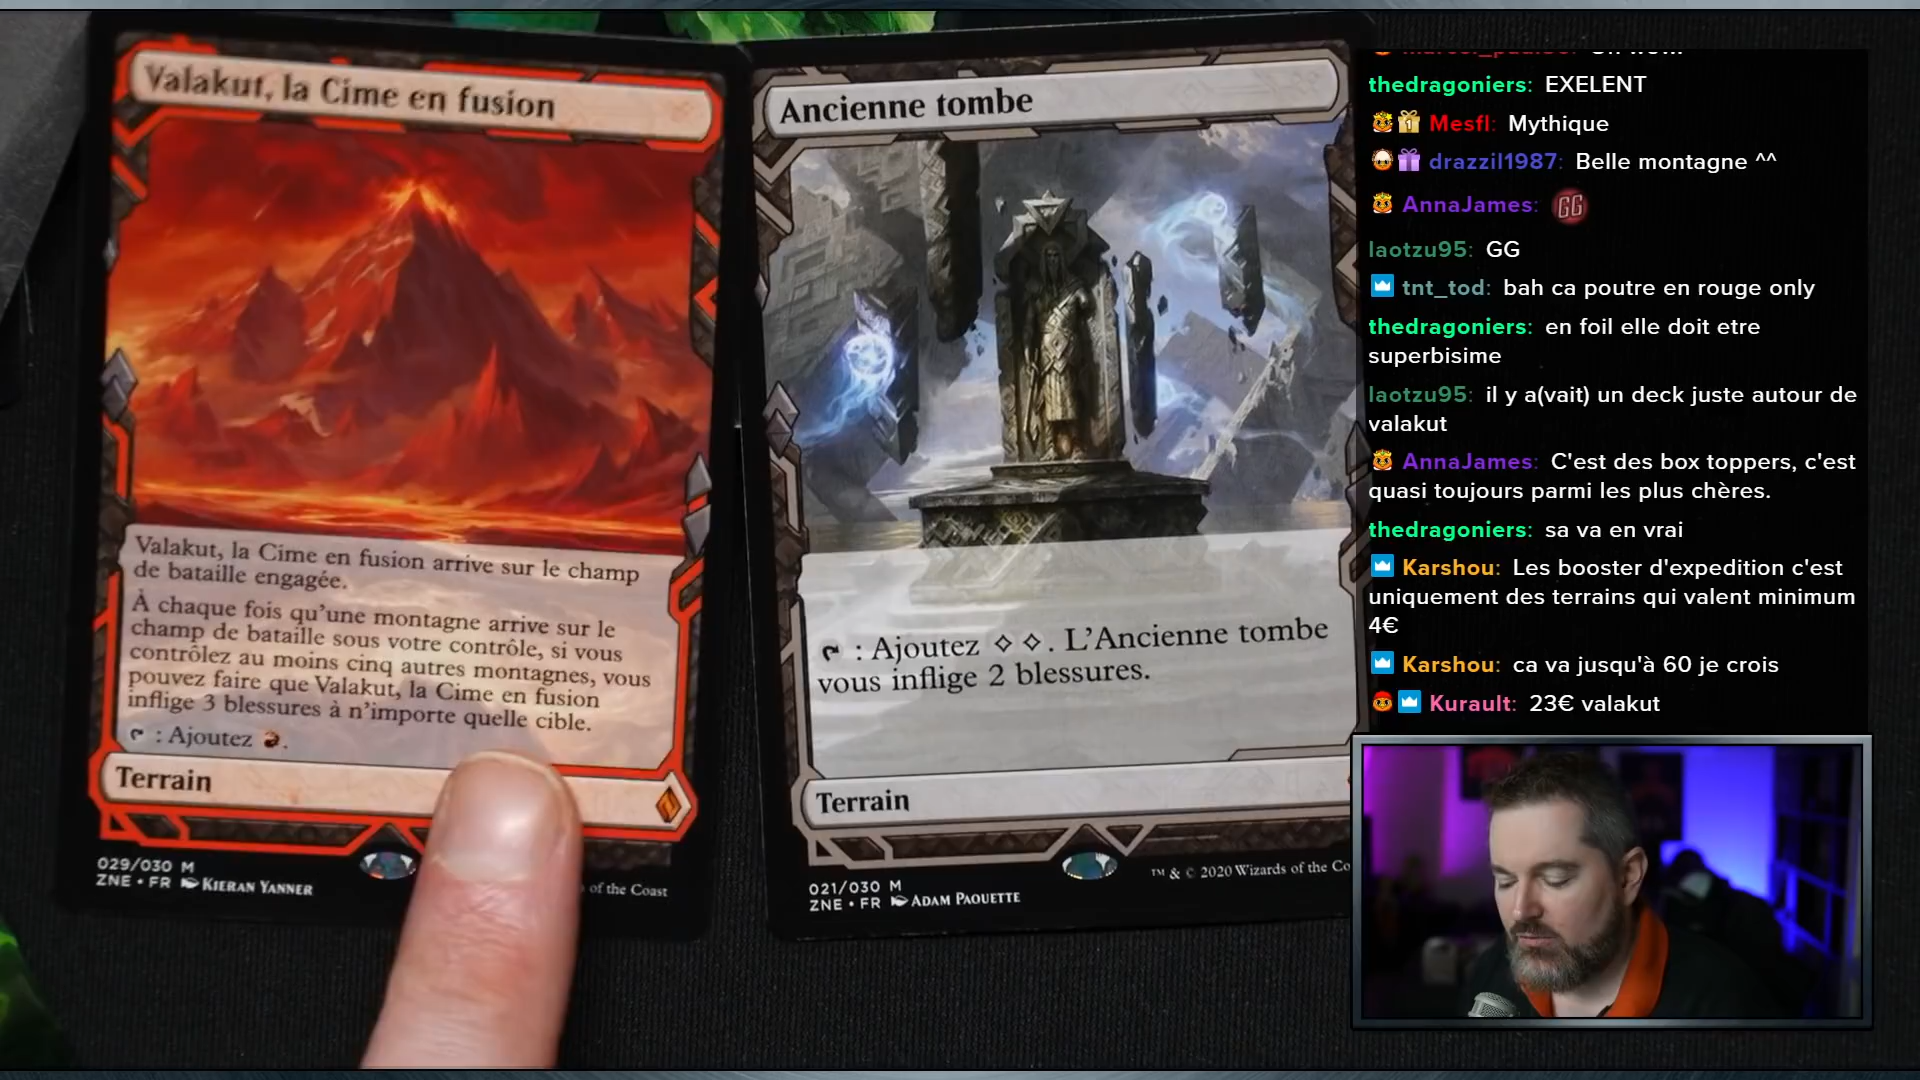 Valakut, la Cime en fusion
Valakut, la Cime en fusion arrive sur le champ
de bataille engagée.
À chaque fois qu'une montagne arrive sur le
champ de bataille sous votre contrôle, si vous
contrôlez au moins cinq autres montagnes, vous
pouvez faire que Valakut, la Cime en fusion
inflige 3 blessures à n'importe quelle cible.
: Ajoutez .
Terrain
029/030 M
ZNE • FR KIERAN YANNER
of the Coast
Ancienne tombe
: Ajoutez . L'Ancienne tombe
vous inflige 2 blessures.
Terrain
021/030 M
ZNE • FR ADAM PAQUETTE
™ & © 2020 Wizards of the Co
thedragoniers: EXELENT
Mesfl: Mythique
drazzil1987: Belle montagne ^^
AnnaJames: GG
laotzu95: GG
tnt_tod: bah ca poutre en rouge only
thedragoniers: en foil elle doit etre
superbisime
laotzu95: il y a(vait) un deck juste autour de
valakut
AnnaJames: C'est des box toppers, c'est
quasi toujours parmi les plus chères.
thedragoniers: sa va en vrai
Karshou: Les booster d'expedition c'est
uniquement des terrains qui valent minimum
4€
Karshou: ca va jusqu'à 60 je crois
Kurault: 23€ valakut